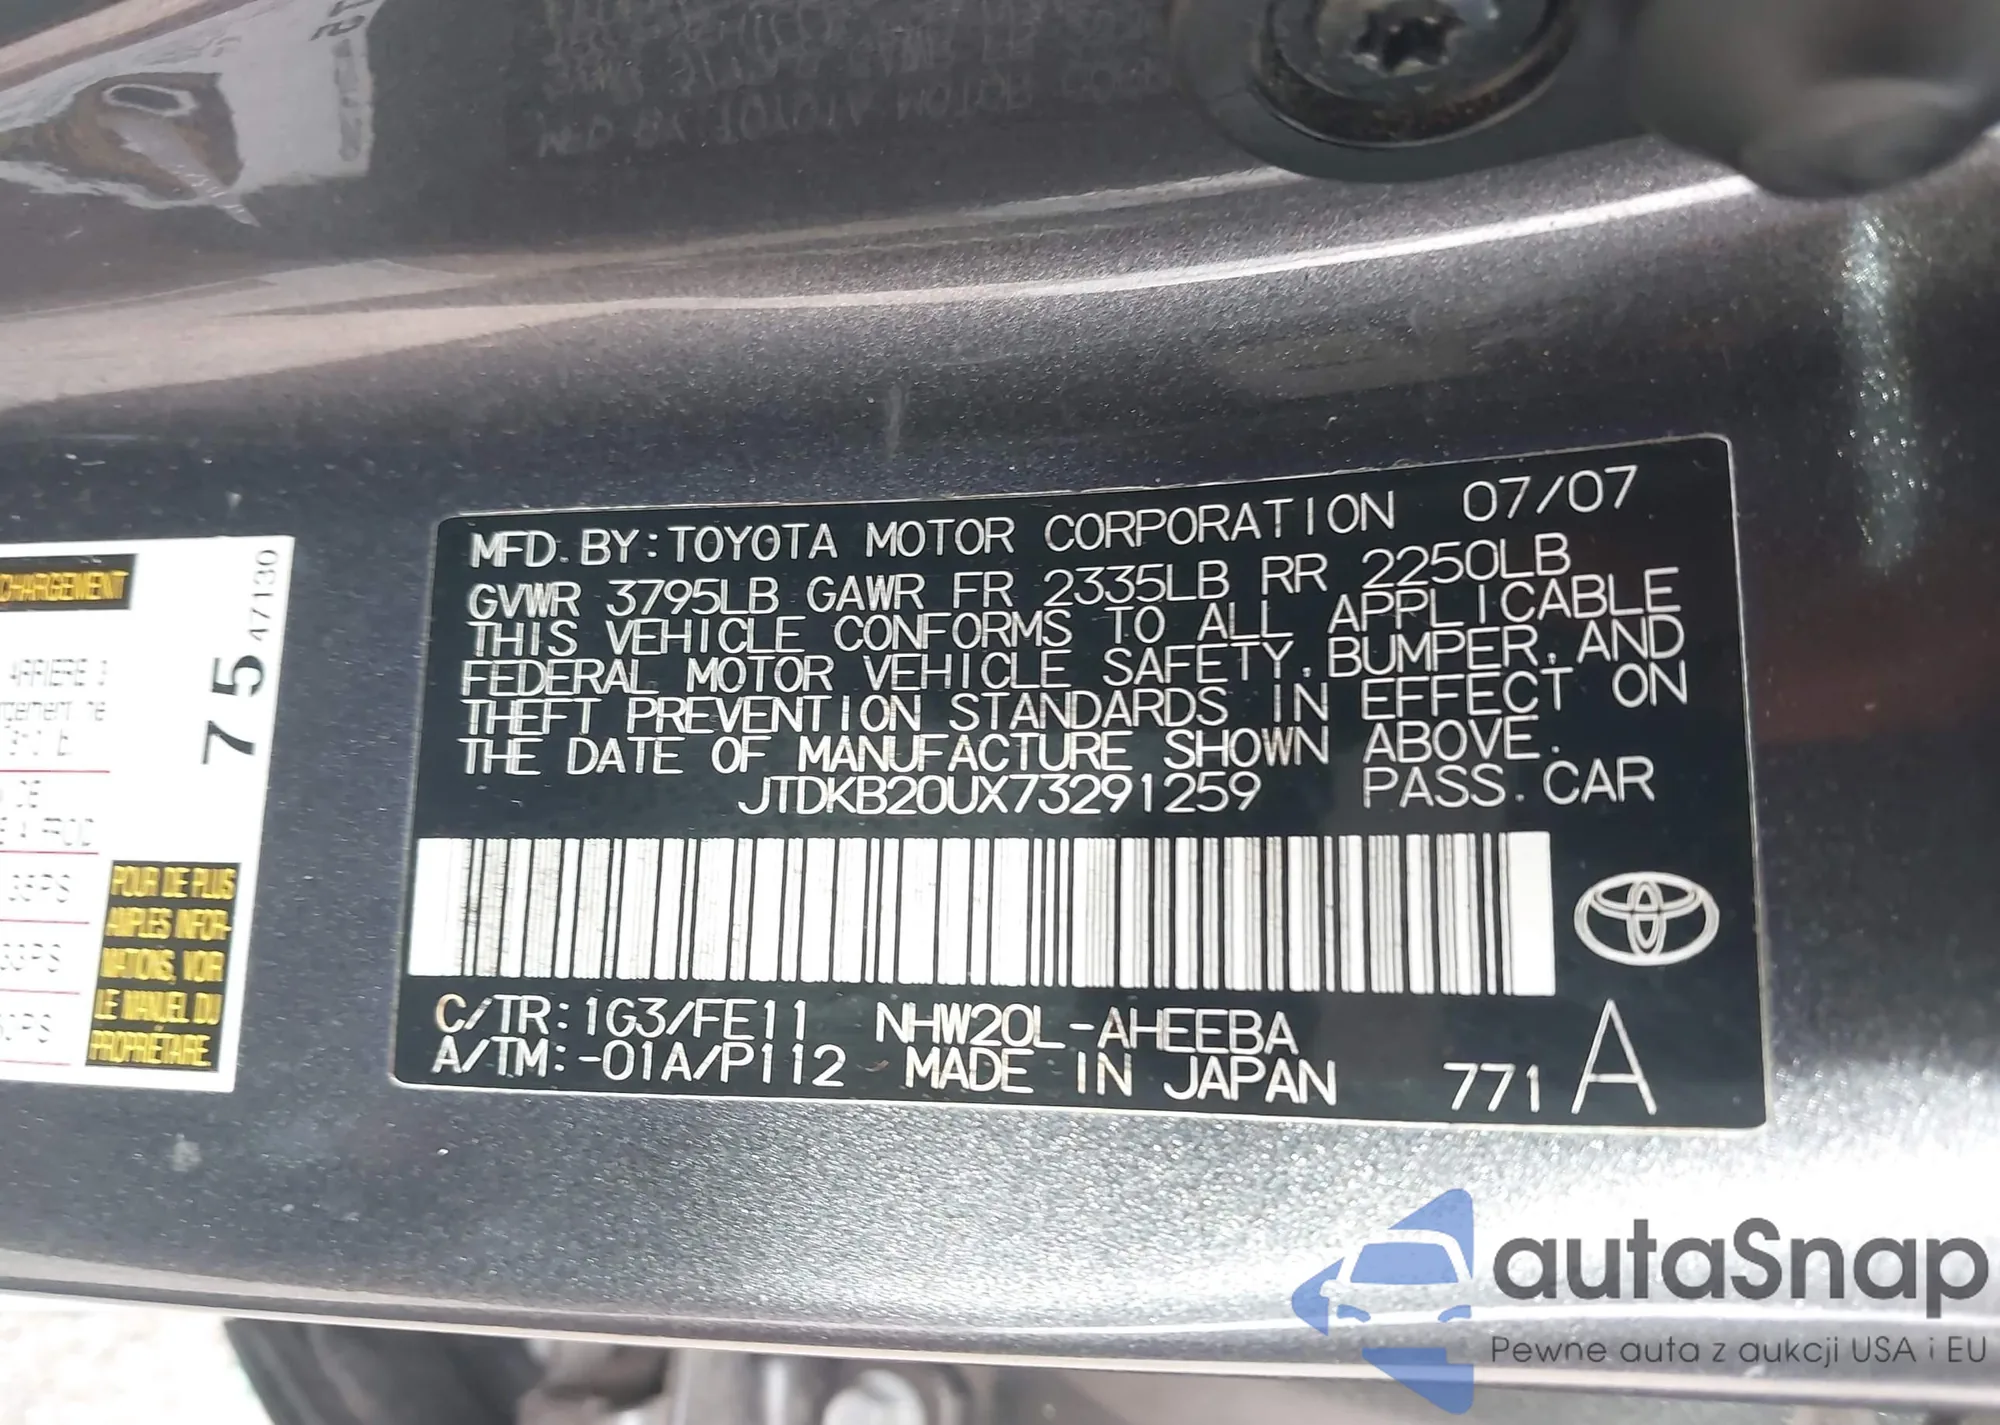 MFD. BY: TOYOTA MOTOR CORPORATION 07/07
GVWR 3795LB GAWR FR 2335LB RR 2250LB
THIS VEHICLE CONFORMS TO ALL APPLICABLE
FEDERAL MOTOR VEHICLE SAFETY, BUMPER, AND
THEFT PREVENTION STANDARDS IN EFFECT ON
THE DATE OF MANUFACTURE SHOWN ABOVE.
JTDKB20UX73291259 PASS. CAR
C/TR: 1G3/FE11 NHW20L-AHEEBA
A/TM: -01A/P112 MADE IN JAPAN 771 A
CHARGEMENT
47130
75
ARRIERE
POUR DE PLUS
AMPLES INFOR-
MATIONS, VOIR
LE MANUEL DU
PROPRIÉTAIRE
autaSnap
Pewne auta z aukcji USA i EU